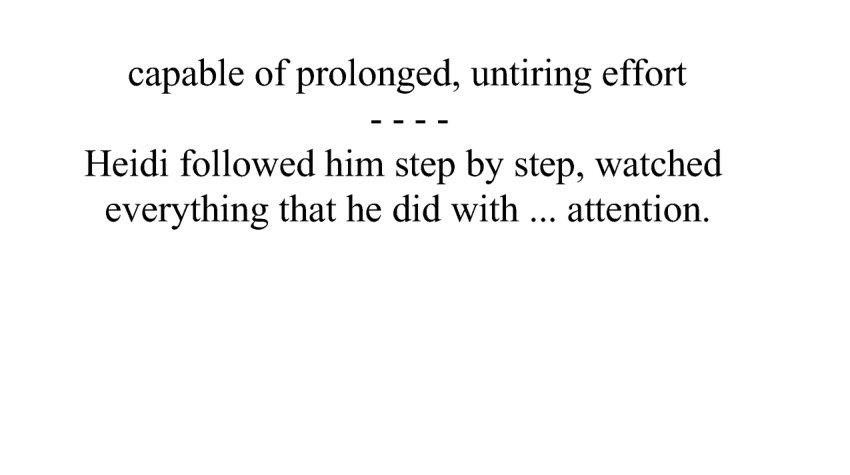 capable of prolonged, untiring effort
- - - -
Heidi followed him step by step, watched
everything that he did with ... attention.